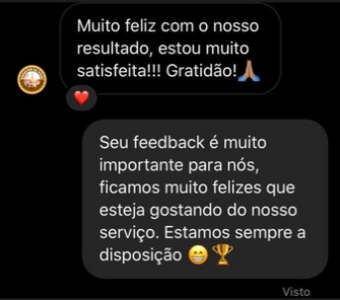 Muito feliz com o nosso
resultado, estou muito
satisfeita!!! Gratidão!🙏🏽
❤️
Seu feedback é muito
importante para nós,
ficamos muito felizes que
esteja gostando do nosso
serviço. Estamos sempre a
disposição 😁🏆
Visto